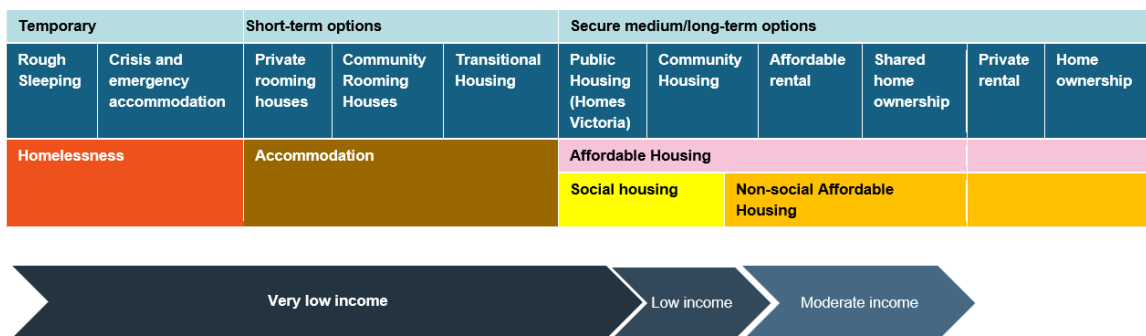 Temporary
Short-term options
Secure medium/long-term options
Rough
Sleeping
Crisis and
emergency
accommodation
Private
rooming
houses
Community
Rooming
Houses
Transitional
Housing
Public
Housing
(Homes
Victoria)
Community
Housing
Affordable
rental
Shared
home
ownership
Private
rental
Home
ownership
Homelessness
Accommodation
Affordable Housing
Social housing
Non-social Affordable
Housing
Very low income
Low income
Moderate income